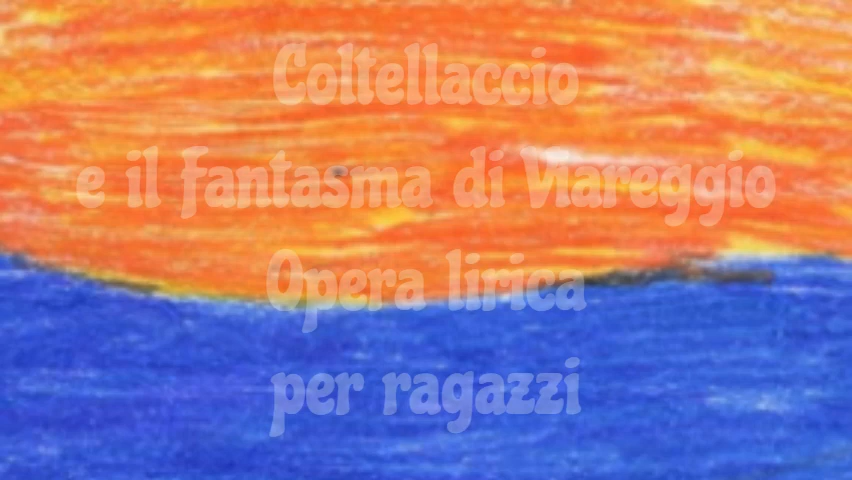 Coltellaccio
e il fantasma di Viareggio
Opera lirica
per ragazzi